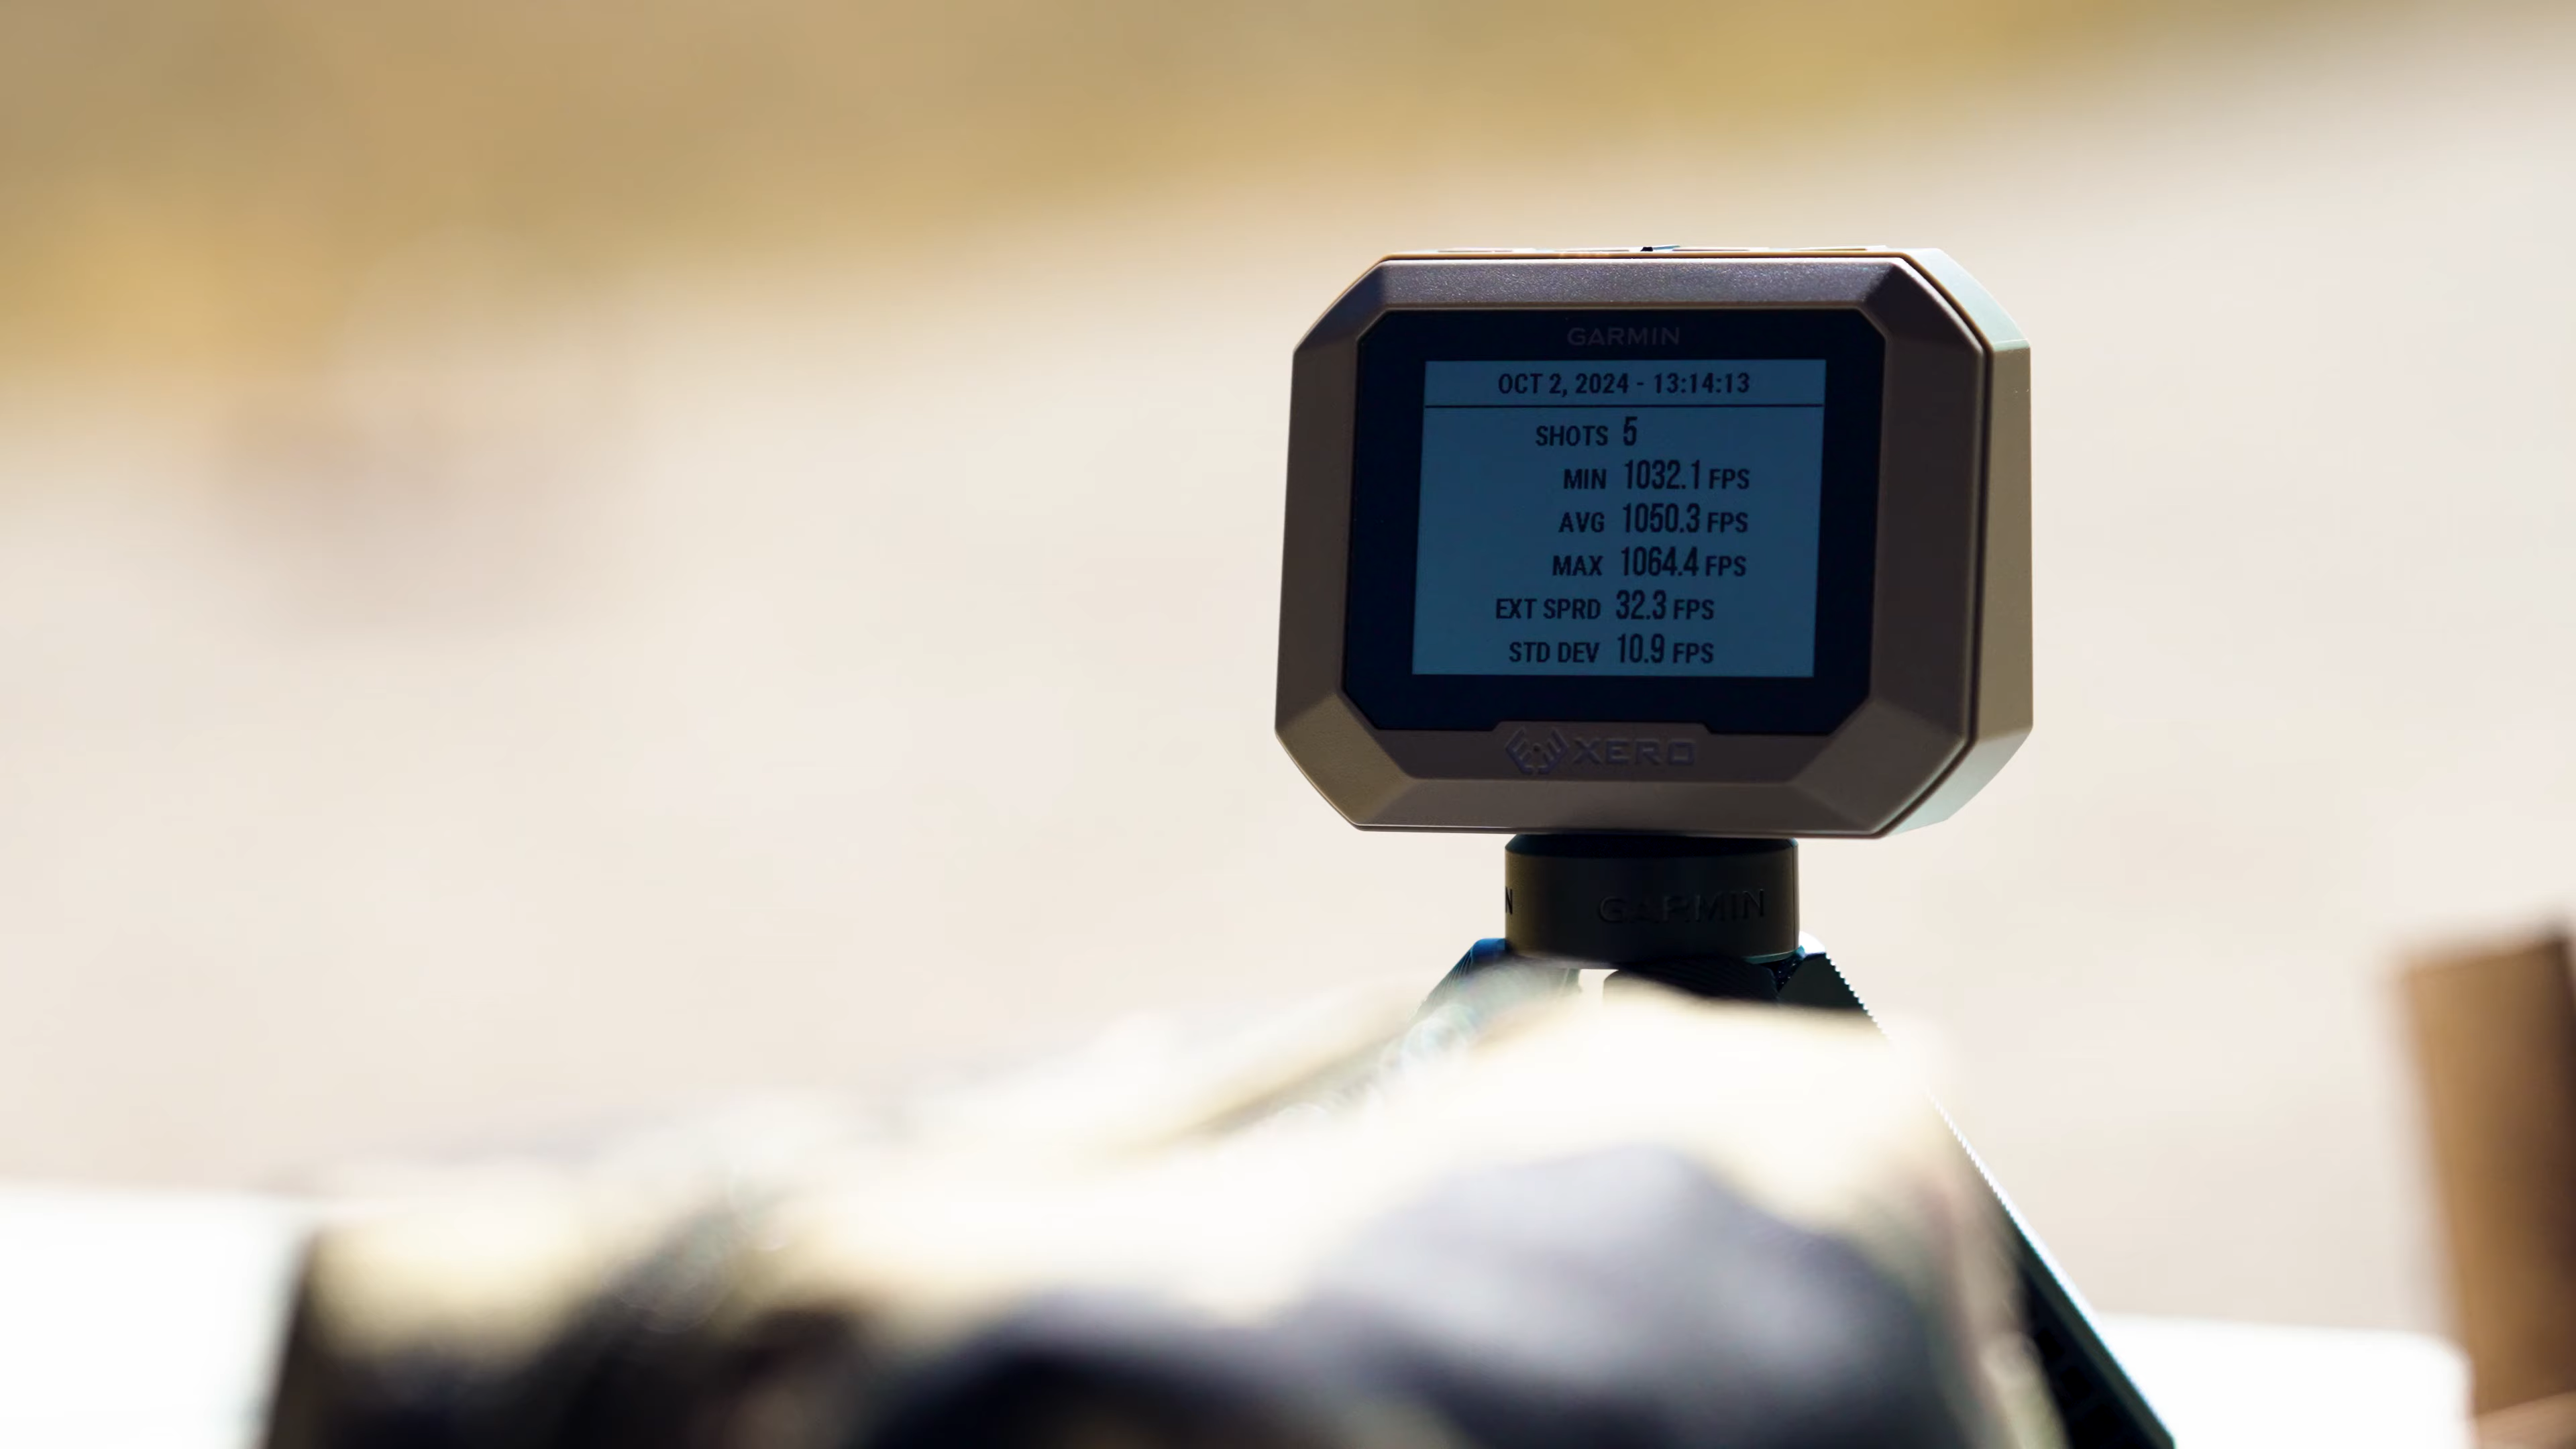 GARMIN
OCT 2, 2024 - 13:14:13
SHOTS 5
MIN 1032.1 FPS
AVG 1050.3 FPS
MAX 1064.4 FPS
EXT SPRD 32.3 FPS
STD DEV 10.9 FPS
XERO
N GARMIN